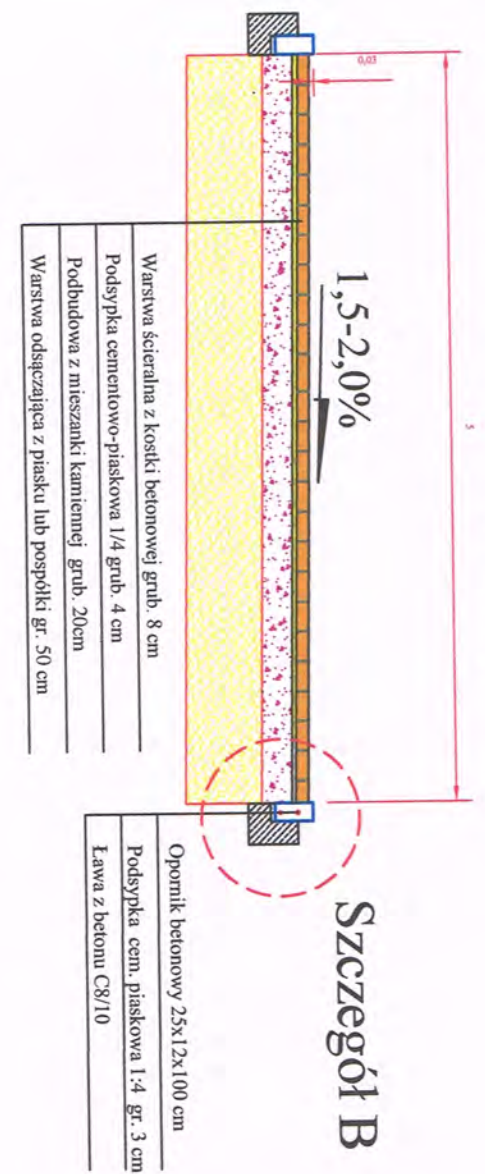 5
0,03
1,5-2,0%
Szczegół B
Warstwa ścieralna z kostki betonowej grub. 8 cm
Podsypka cementowo-piaskowa 1/4 grub. 4 cm
Podbudowa z mieszanki kamiennej grub. 20cm
Warstwa odsączająca z piasku lub pospółki gr. 50 cm
Opornik betonowy 25x12x100 cm
Podsypka cem. piaskowa 1:4 gr. 3 cm
Ława z betonu C8/10